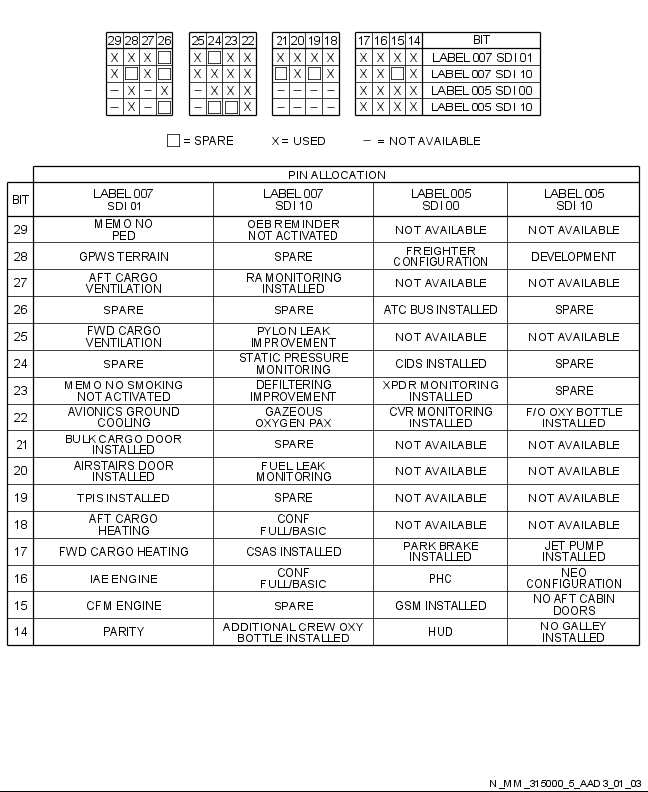 29 28 27 26 25 24 23 22 21 20 19 18 17 16 15 14 BIT
X X X □ X □ X X X X X X X X X X LABEL 007 SDI 01
X □ X □ X X X X □ X □ X X X □ X LABEL 007 SDI 10
– X – X – X X X – – – – X X X X LABEL 005 SDI 00
– X – □ – □ □ X – – – – X X X X LABEL 005 SDI 10
□ = SPARE X = USED – = NOT AVAILABLE
PIN ALLOCATION
BIT
LABEL 007
SDI 01
LABEL 007
SDI 10
LABEL 005
SDI 00
LABEL 005
SDI 10
29
MEMO NO
PED
OEB REMINDER
NOT ACTIVATED
NOT AVAILABLE
NOT AVAILABLE
28
GPWS TERRAIN
SPARE
FREIGHTER
CONFIGURATION
DEVELOPMENT
27
AFT CARGO
VENTILATION
RA MONITORING
INSTALLED
NOT AVAILABLE
NOT AVAILABLE
26
SPARE
SPARE
ATC BUS INSTALLED
SPARE
25
FWD CARGO
VENTILATION
PYLON LEAK
IMPROVEMENT
NOT AVAILABLE
NOT AVAILABLE
24
SPARE
STATIC PRESSURE
MONITORING
CIDS INSTALLED
SPARE
23
MEMO NO SMOKING
NOT ACTIVATED
DEFILTERING
IMPROVEMENT
XPDR MONITORING
INSTALLED
SPARE
22
AVIONICS GROUND
COOLING
GAZEOUS
OXYGEN PAX
CVR MONITORING
INSTALLED
F/O OXY BOTTLE
INSTALLED
21
BULK CARGO DOOR
INSTALLED
SPARE
NOT AVAILABLE
NOT AVAILABLE
20
AIRSTAIRS DOOR
INSTALLED
FUEL LEAK
MONITORING
NOT AVAILABLE
NOT AVAILABLE
19
TPIS INSTALLED
SPARE
NOT AVAILABLE
NOT AVAILABLE
18
AFT CARGO
HEATING
CONF
FULL/BASIC
NOT AVAILABLE
NOT AVAILABLE
17
FWD CARGO HEATING
CSAS INSTALLED
PARK BRAKE
INSTALLED
JET PUMP
INSTALLED
16
IAE ENGINE
CONF
FULL/BASIC
PHC
NEO
CONFIGURATION
15
CFM ENGINE
SPARE
GSM INSTALLED
NO AFT CABIN
DOORS
14
PARITY
ADDITIONAL CREW OXY
BOTTLE INSTALLED
HUD
NO GALLEY
INSTALLED
N_MM_315000_5_AAD3_01_03